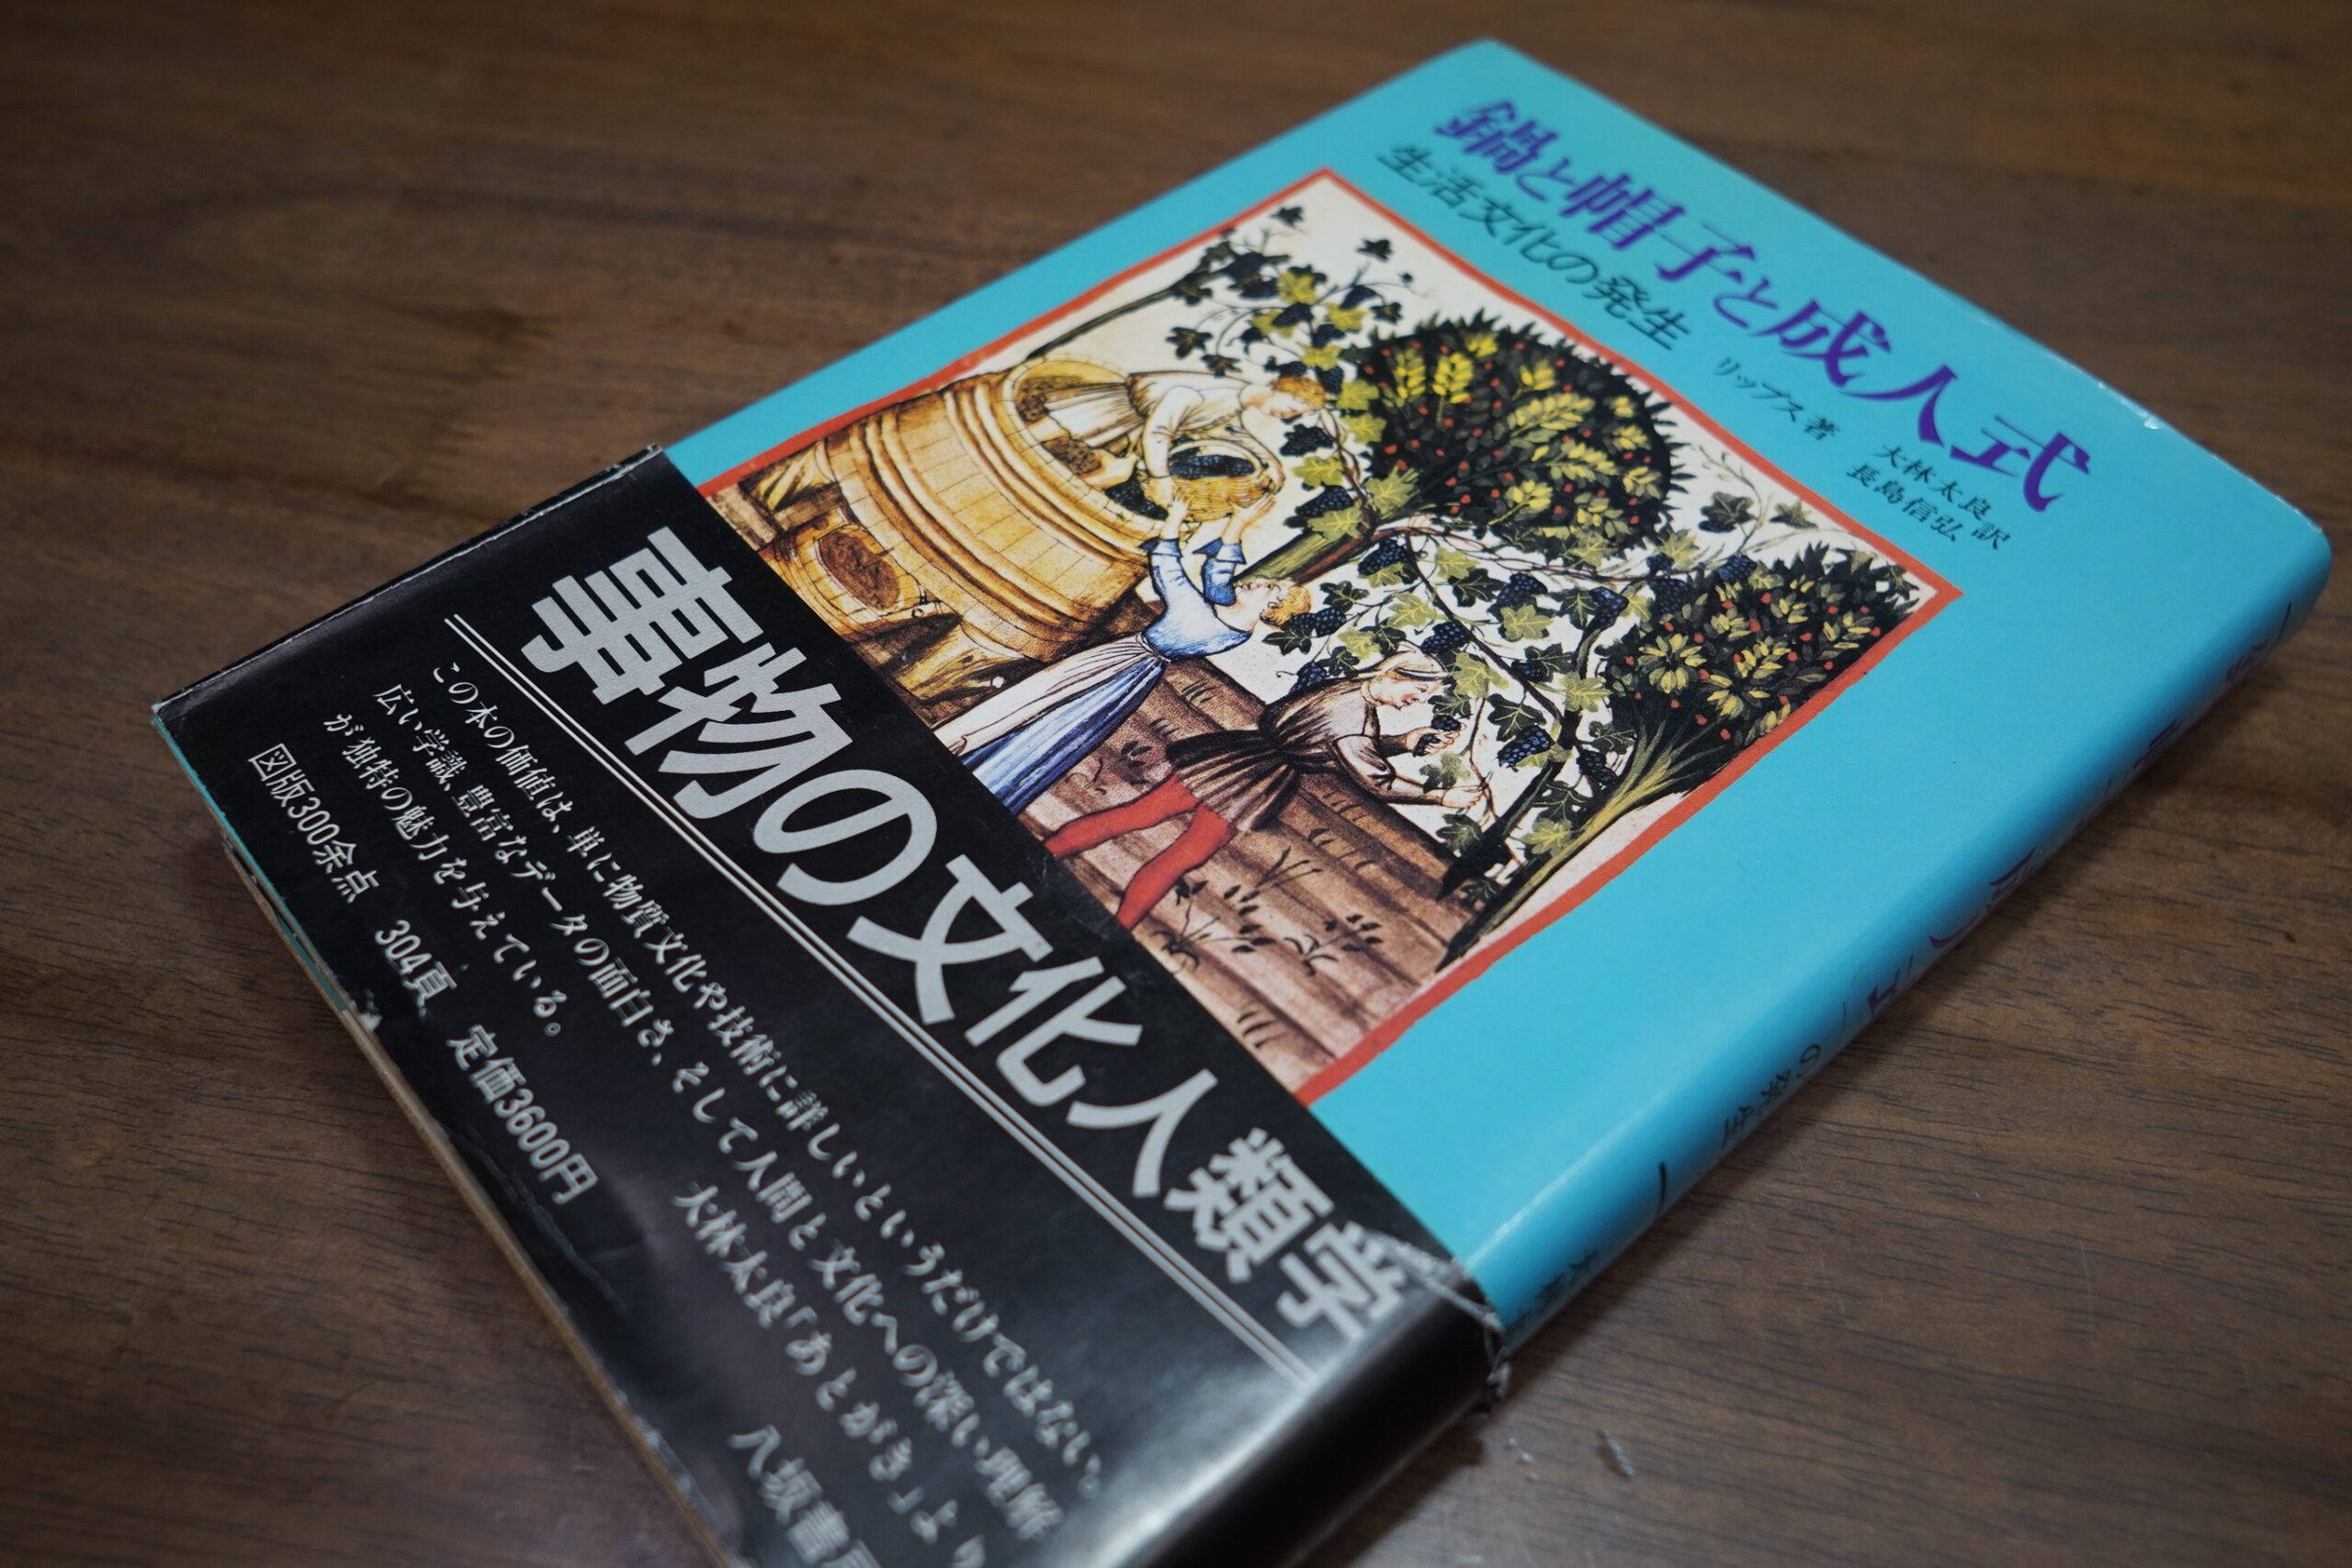 鍋と帽子と成人式
生活文化の発生
リップス著
大林太良
長島信弘 訳
事物の文化人類学
この本の価値は、単に物質文化や技術に詳しいというだけではない。
広い学識、豊富なデータの面白さ、そして人間と文化への深い理解
が独特の魅力を与えている。
大林太良「あとがき」より
図版300余点 304頁 定価3600円
八坂書房
の発生